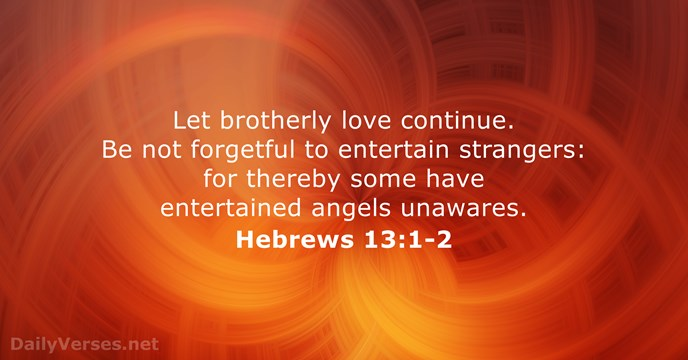 Let brotherly love continue.
Be not forgetful to entertain strangers:
for thereby some have
entertained angels unawares.
Hebrews 13:1-2
DailyVerses.net